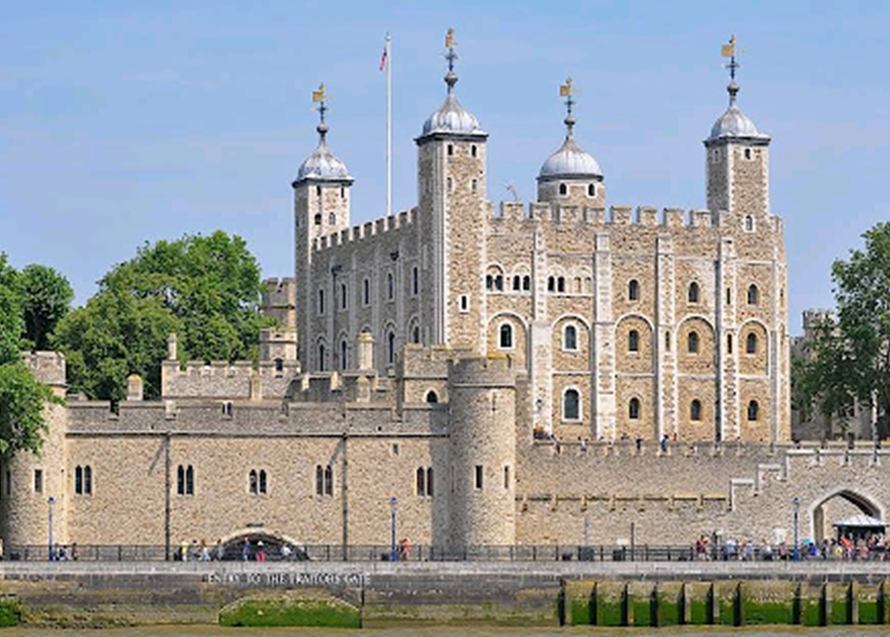 ENTRY TO THE TRAITORS GATE